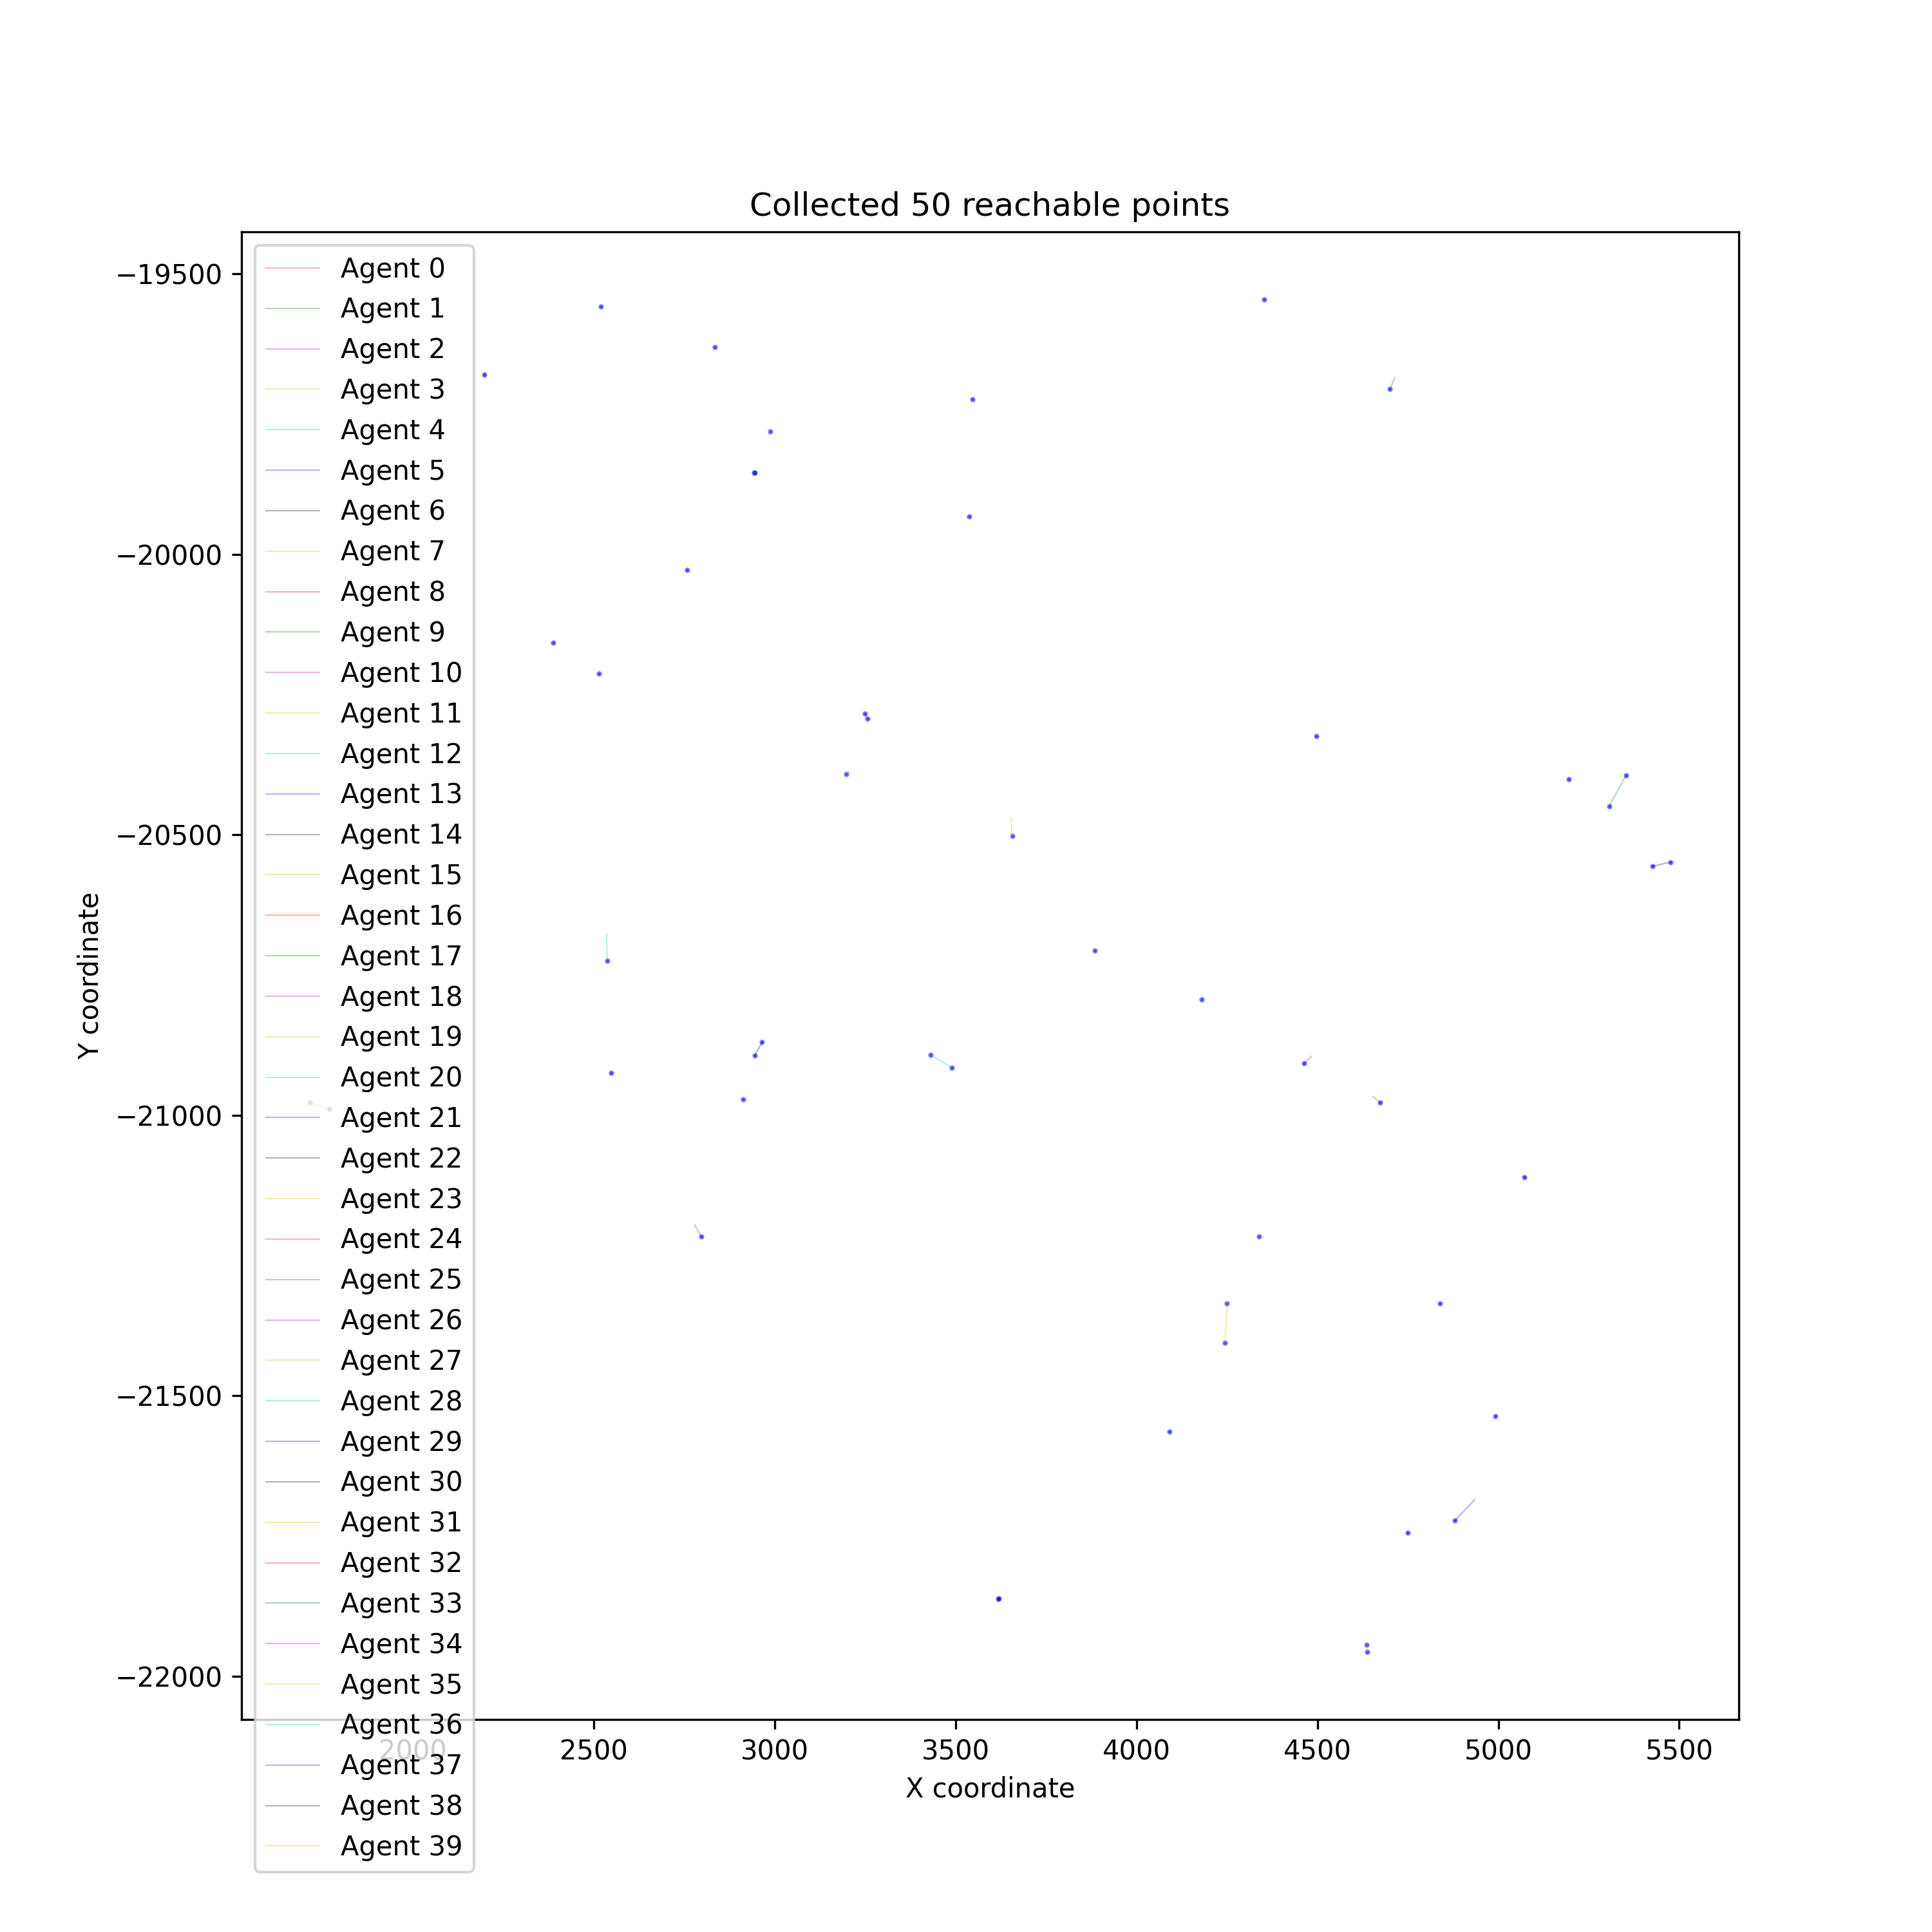 Collected 50 reachable points
−19500
−20000
−20500
−21000
−21500
−22000
Y coordinate
Agent 0
Agent 1
Agent 2
Agent 3
Agent 4
Agent 5
Agent 6
Agent 7
Agent 8
Agent 9
Agent 10
Agent 11
Agent 12
Agent 13
Agent 14
Agent 15
Agent 16
Agent 17
Agent 18
Agent 19
Agent 20
Agent 21
Agent 22
Agent 23
Agent 24
Agent 25
Agent 26
Agent 27
Agent 28
Agent 29
Agent 30
Agent 31
Agent 32
Agent 33
Agent 34
Agent 35
Agent 36
Agent 37
Agent 38
Agent 39
2000 2500 3000 3500 4000 4500 5000 5500
X coordinate